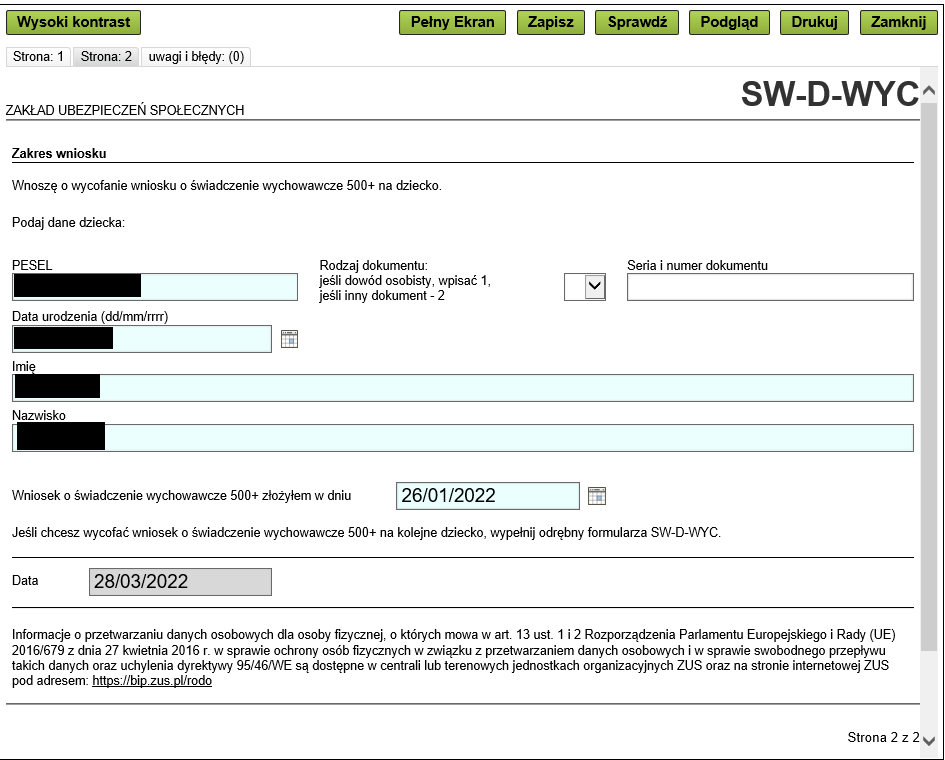 Wysoki kontrast
Pełny Ekran
Zapisz
Sprawdź
Podgląd
Drukuj
Zamknij
Strona: 1
Strona: 2
uwagi i błędy: (0)
SW-D-WYC
ZAKŁAD UBEZPIECZEŃ SPOŁECZNYCH
Zakres wniosku
Wnoszę o wycofanie wniosku o świadczenie wychowawcze 500+ na dziecko.
Podaj dane dziecka:
PESEL
Rodzaj dokumentu:
jeśli dowód osobisty, wpisać 1,
jeśli inny dokument - 2
Seria i numer dokumentu
Data urodzenia (dd/mm/rrrr)
Imię
Nazwisko
Wniosek o świadczenie wychowawcze 500+ złożyłem w dniu
26/01/2022
Jeśli chcesz wycofać wniosek o świadczenie wychowawcze 500+ na kolejne dziecko, wypełnij odrębny formularza SW-D-WYC.
Data
28/03/2022
Informacje o przetwarzaniu danych osobowych dla osoby fizycznej, o których mowa w art. 13 ust. 1 i 2 Rozporządzenia Parlamentu Europejskiego i Rady (UE)
2016/679 z dnia 27 kwietnia 2016 r. w sprawie ochrony osób fizycznych w związku z przetwarzaniem danych osobowych i w sprawie swobodnego przepływu
takich danych oraz uchylenia dyrektywy 95/46/WE są dostępne w centrali lub terenowych jednostkach organizacyjnych ZUS oraz na stronie internetowej ZUS
pod adresem: https://bip.zus.pl/rodo
Strona 2 z 2